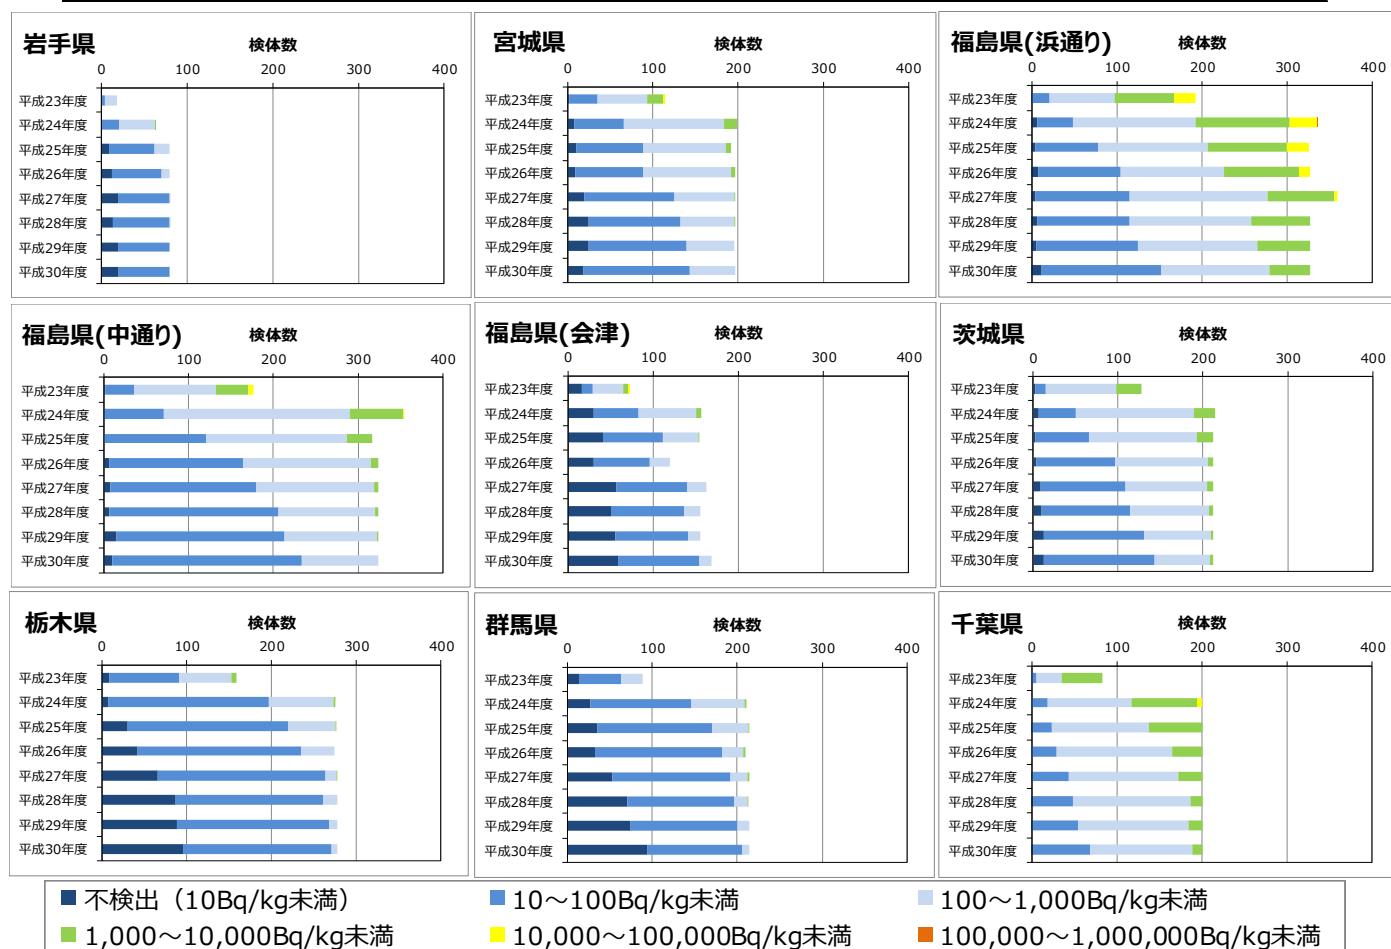 岩手県
検体数
0 100 200 300 400
平成23年度
平成24年度
平成25年度
平成26年度
平成27年度
平成28年度
平成29年度
平成30年度
宮城県
検体数
0 100 200 300 400
平成23年度
平成24年度
平成25年度
平成26年度
平成27年度
平成28年度
平成29年度
平成30年度
福島県(浜通り)
検体数
0 100 200 300 400
平成23年度
平成24年度
平成25年度
平成26年度
平成27年度
平成28年度
平成29年度
平成30年度
福島県(中通り)
検体数
0 100 200 300 400
平成23年度
平成24年度
平成25年度
平成26年度
平成27年度
平成28年度
平成29年度
平成30年度
福島県(会津)
検体数
0 100 200 300 400
平成23年度
平成24年度
平成25年度
平成26年度
平成27年度
平成28年度
平成29年度
平成30年度
茨城県
検体数
0 100 200 300 400
平成23年度
平成24年度
平成25年度
平成26年度
平成27年度
平成28年度
平成29年度
平成30年度
栃木県
検体数
0 100 200 300 400
平成23年度
平成24年度
平成25年度
平成26年度
平成27年度
平成28年度
平成29年度
平成30年度
群馬県
検体数
0 100 200 300 400
平成23年度
平成24年度
平成25年度
平成26年度
平成27年度
平成28年度
平成29年度
平成30年度
千葉県
検体数
0 100 200 300 400
平成23年度
平成24年度
平成25年度
平成26年度
平成27年度
平成28年度
平成29年度
平成30年度
不検出（10Bq/kg未満） 10～100Bq/kg未満 100～1,000Bq/kg未満
1,000～10,000Bq/kg未満 10,000～100,000Bq/kg未満 100,000～1,000,000Bq/kg未満